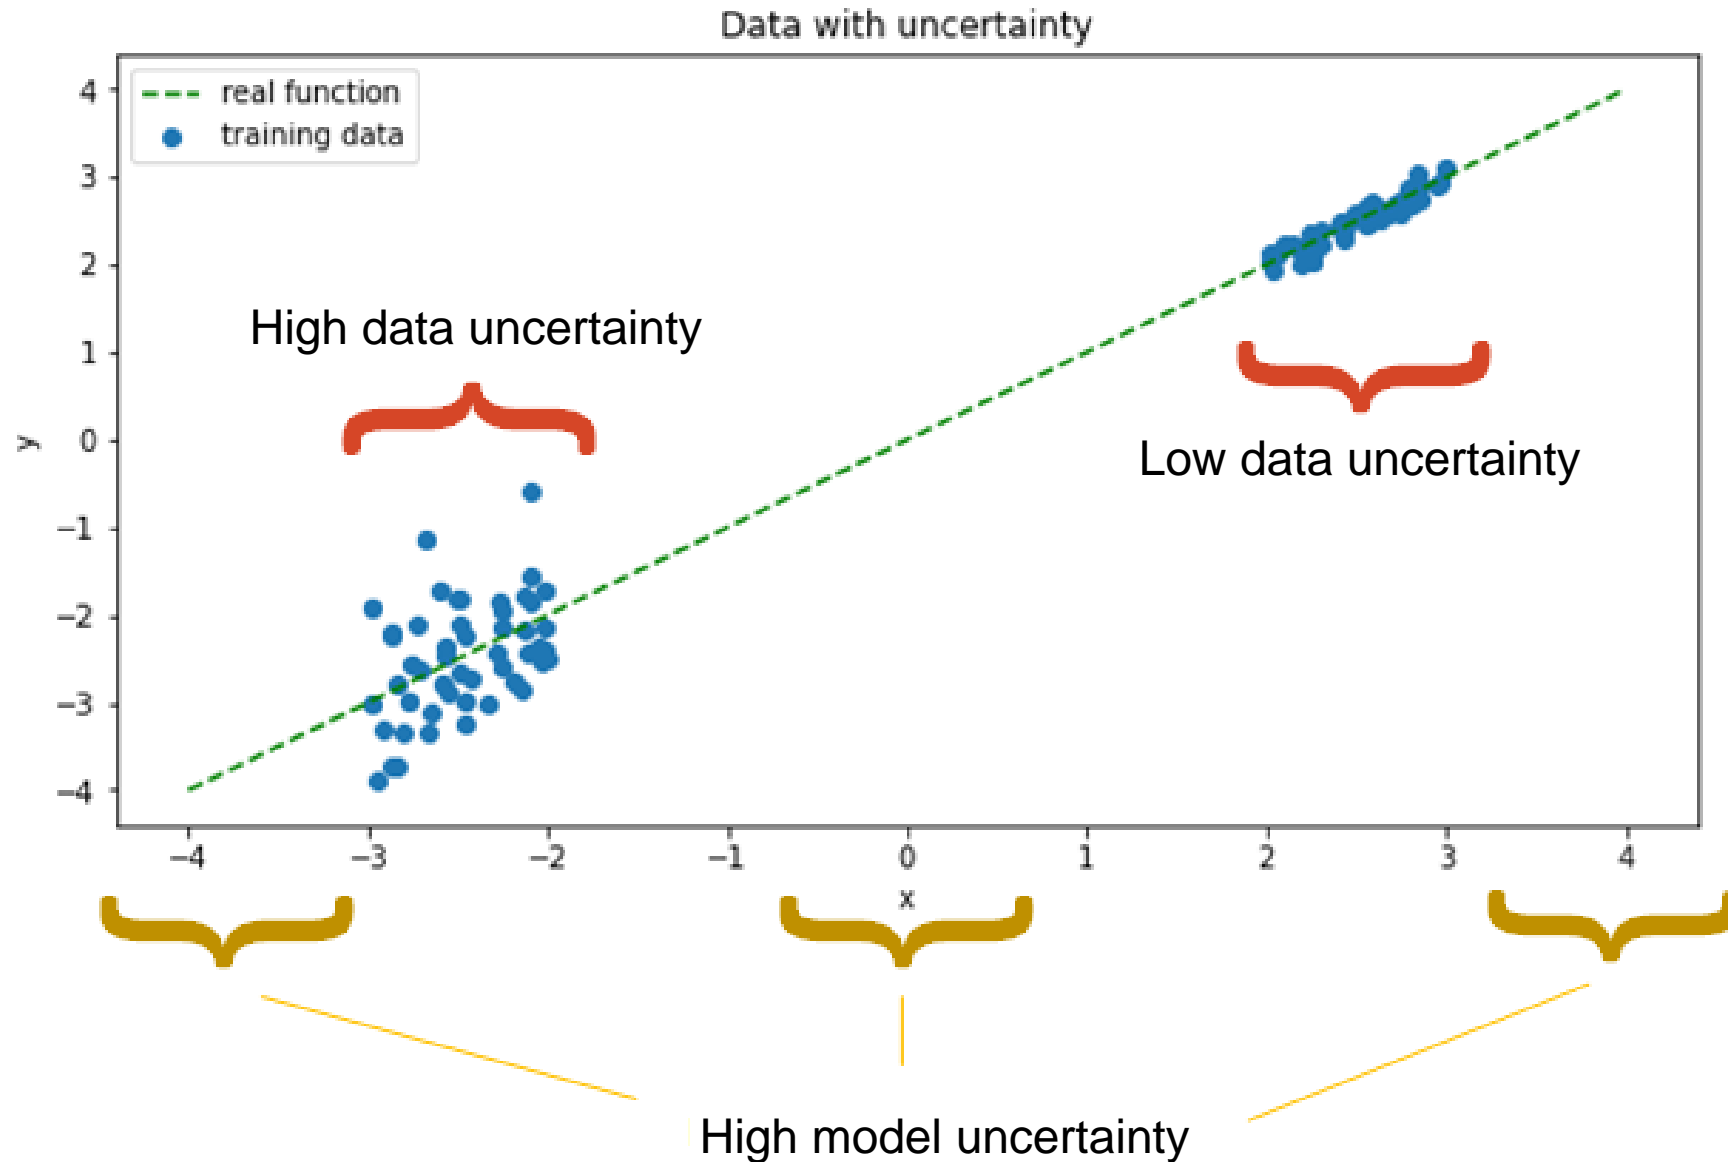 Data with uncertainty
real function
training data
High data uncertainty
Low data uncertainty
y
4
3
2
1
0
−1
−2
−3
−4
−4 −3 −2 −1 0 1 2 3 4
x
High model uncertainty